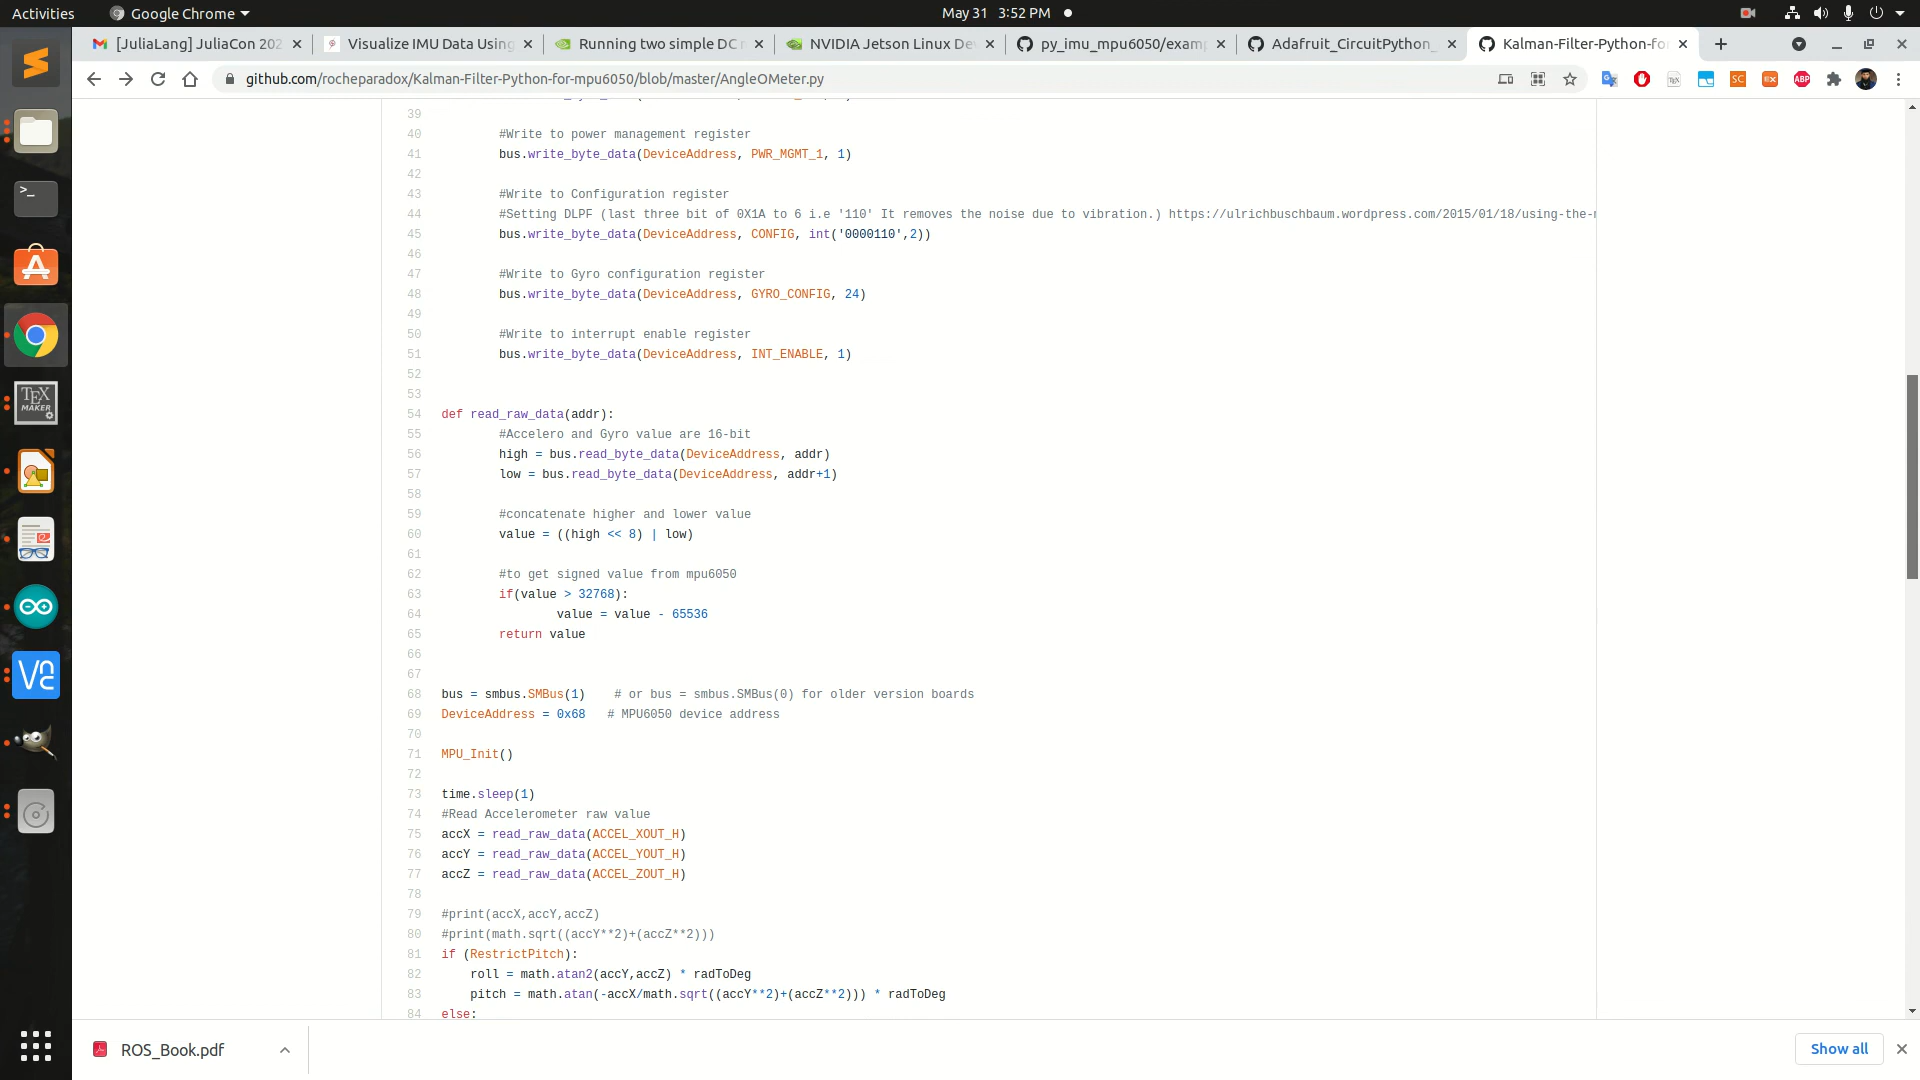 Activities
Google Chrome
May 31 3:52 PM
[JuliaLang] JuliaCon 202
Visualize IMU Data Using
Running two simple DC
NVIDIA Jetson Linux De
py_imu_mpu6050/examp
Adafruit_CircuitPython_
Kalman-Filter-Python-fo
github.com/rocheparadox/Kalman-Filter-Python-for-mpu6050/blob/master/AngleOMeter.py
SC
ABP
39
40 #Write to power management register
41 bus.write_byte_data(DeviceAddress, PWR_MGMT_1, 1)
42
43 #Write to Configuration register
44 #Setting DLPF (last three bit of 0X1A to 6 i.e '110' It removes the noise due to vibration.) https://ulrichbuschbaum.wordpress.com/2015/01/18/using-the-
45 bus.write_byte_data(DeviceAddress, CONFIG, int('0000110',2))
46
47 #Write to Gyro configuration register
48 bus.write_byte_data(DeviceAddress, GYRO_CONFIG, 24)
49
50 #Write to interrupt enable register
51 bus.write_byte_data(DeviceAddress, INT_ENABLE, 1)
52
53
54 def read_raw_data(addr):
55 #Accelero and Gyro value are 16-bit
56 high = bus.read_byte_data(DeviceAddress, addr)
57 low = bus.read_byte_data(DeviceAddress, addr+1)
58
59 #concatenate higher and lower value
60 value = ((high << 8) | low)
61
62 #to get signed value from mpu6050
63 if(value > 32768):
64 value = value - 65536
65 return value
66
67
68 bus = smbus.SMBus(1) # or bus = smbus.SMBus(0) for older version boards
69 DeviceAddress = 0x68 # MPU6050 device address
70
71 MPU_Init()
72
73 time.sleep(1)
74 #Read Accelerometer raw value
75 accX = read_raw_data(ACCEL_XOUT_H)
76 accY = read_raw_data(ACCEL_YOUT_H)
77 accZ = read_raw_data(ACCEL_ZOUT_H)
78
79 #print(accX,accY,accZ)
80 #print(math.sqrt((accY**2)+(accZ**2)))
81 if (RestrictPitch):
82 roll = math.atan2(accY,accZ) * radToDeg
83 pitch = math.atan(-accX/math.sqrt((accY**2)+(accZ**2))) * radToDeg
84 else:
TEX
MAKER
ROS_Book.pdf
Show all